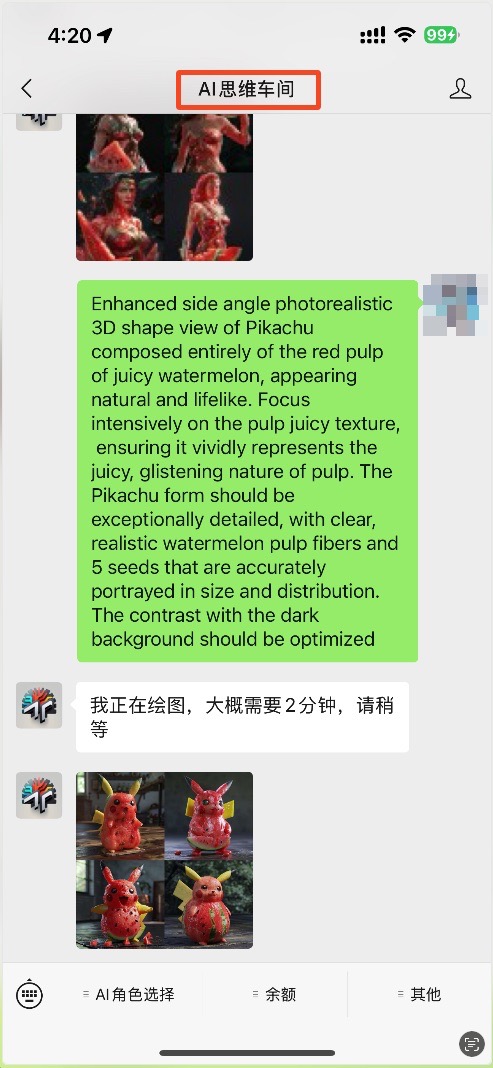 4:20
99
AI思维车间
Enhanced side angle photorealistic
3D shape view of Pikachu
composed entirely of the red pulp
of juicy watermelon, appearing
natural and lifelike. Focus
intensively on the pulp juicy texture,
ensuring it vividly represents the
juicy, glistening nature of pulp. The
Pikachu form should be
exceptionally detailed, with clear,
realistic watermelon pulp fibers and
5 seeds that are accurately
portrayed in size and distribution.
The contrast with the dark
background should be optimized
我正在绘图，大概需要2分钟，请稍
等
AI角色选择
余额
其他